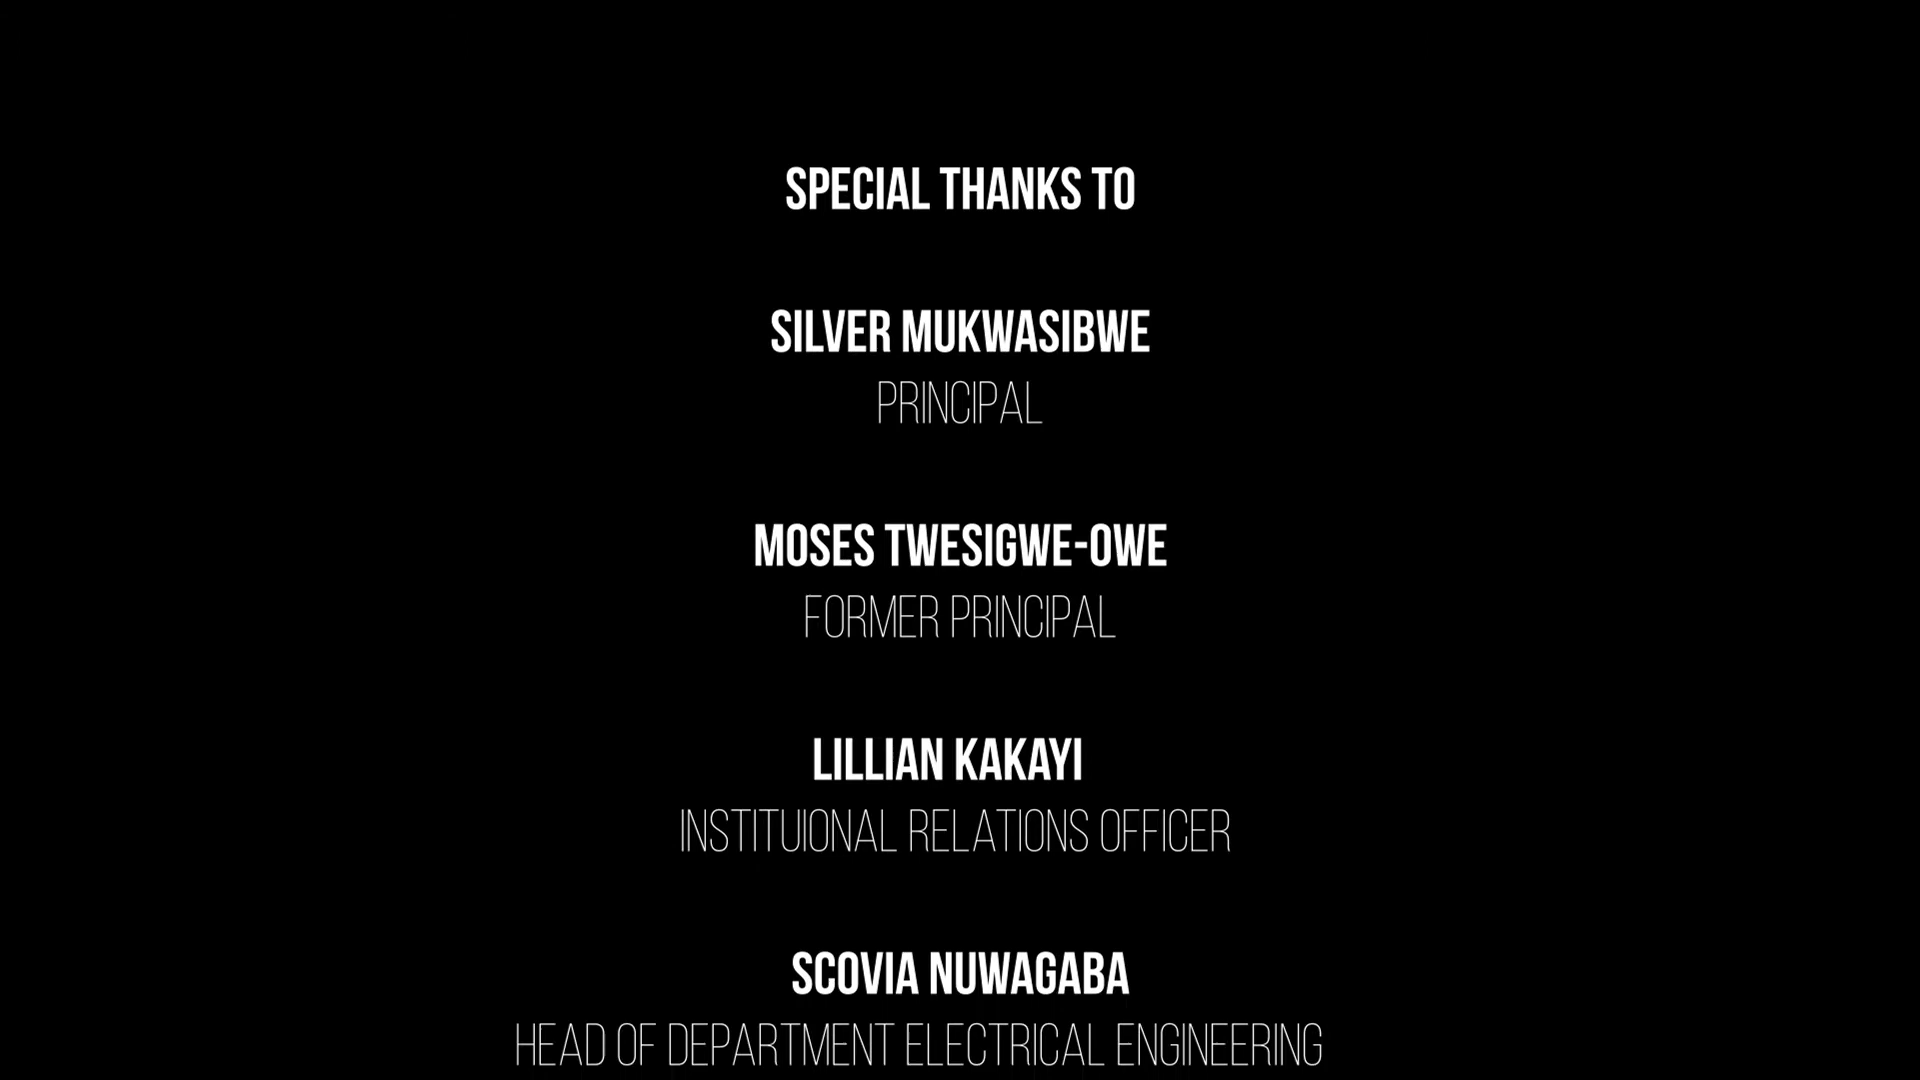 SPECIAL THANKS TO
SILVER MUKWASIBWE
PRINCIPAL
MOSES TWESIGWE-OWE
FORMER PRINCIPAL
LILLIAN KAKAYI
INSTITUIONAL RELATIONS OFFICER
SCOVIA NUWAGABA
HEAD OF DEPARTMENT ELECTRICAL ENGINEERING